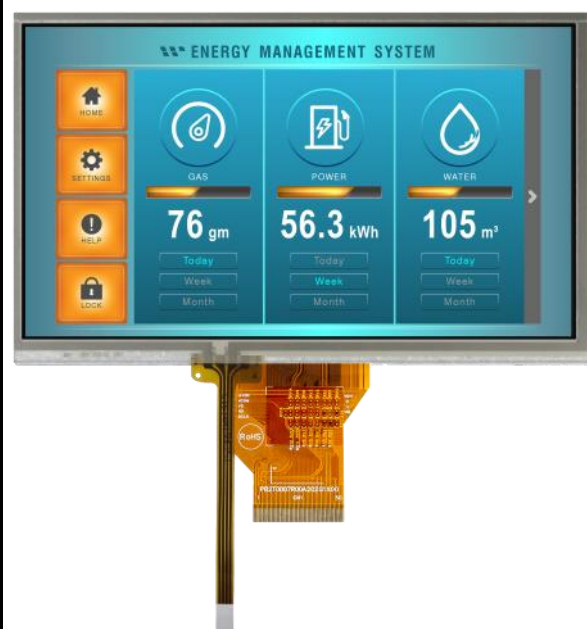 ENERGY MANAGEMENT SYSTEM
HOME
SETTINGS
HELP
LOCK
GAS
76 gm
Today
Week
Month
POWER
56.3 kWh
Today
Week
Month
WATER
105 m³
Today
Week
Month
RoHS